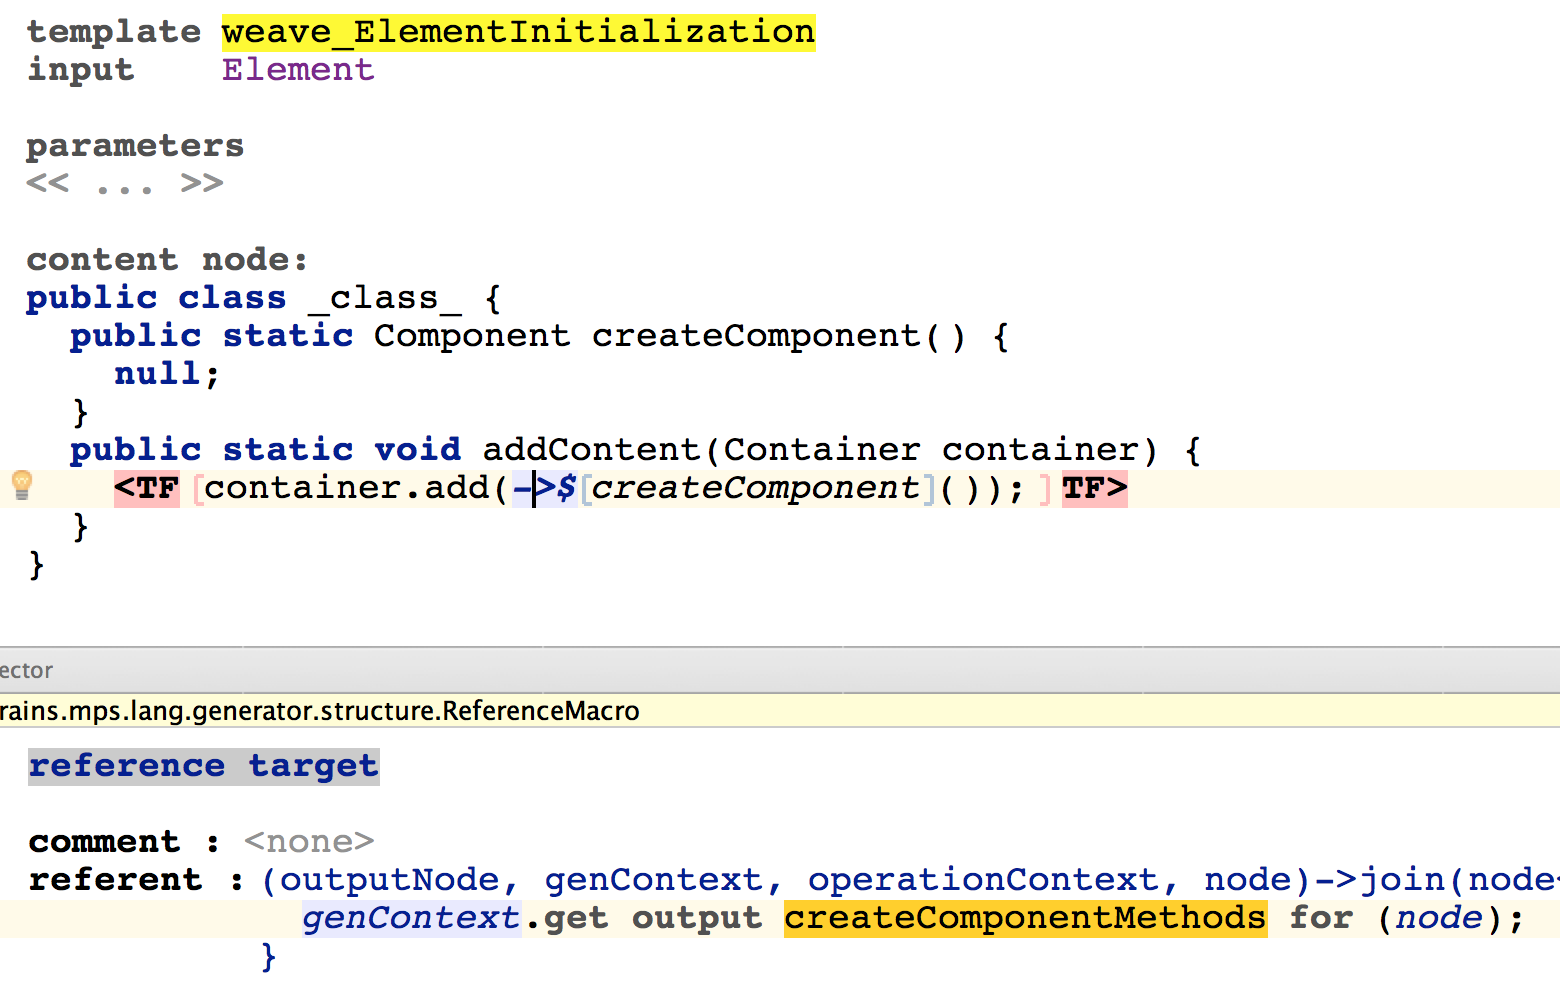 template weave_ElementInitialization
input Element
parameters
<< ... >>
content node:
public class _class_ {
public static Component createComponent() {
null;
}
public static void addContent(Container container) {
<TF [container.add(->$[createComponent]()); ] TF>
}
}
ector
rains.mps.lang.generator.structure.ReferenceMacro
reference target
comment : <none>
referent : (outputNode, genContext, operationContext, node)->join(node<
genContext.get output createComponentMethods for (node);
}